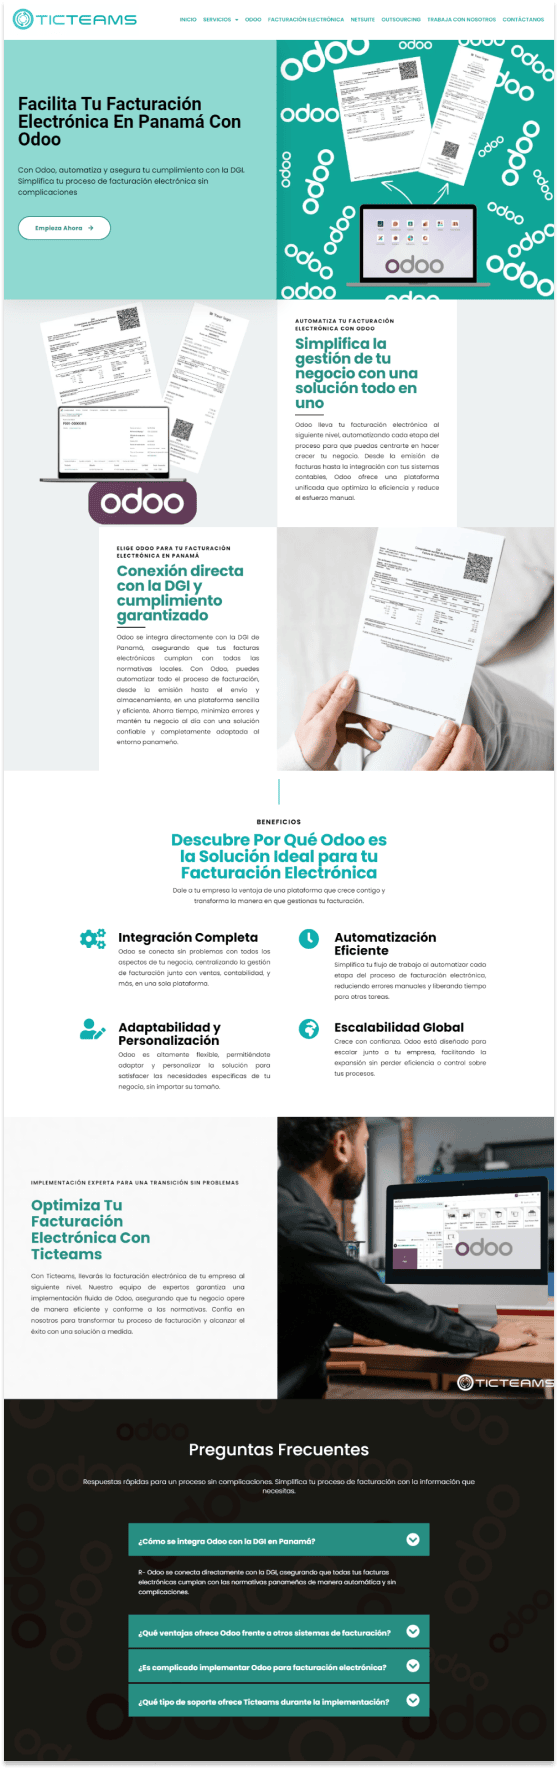 TICTEAMS
INICIO SERVICIOS ODOO FACTURACIÓN ELECTRÓNICA NETSUITE OUTSOURCING TRABAJA CON NOSOTROS CONTÁCTANOS
Facilita Tu Facturación
Electrónica En Panamá Con
Odoo
Con Odoo, automatiza y asegura tu cumplimiento con la DGI.
Simplifica tu proceso de facturación electrónica sin
complicaciones
Empieza Ahora
odoo
AUTOMATIZA TU FACTURACIÓN
ELECTRÓNICA CON ODOO
Simplifica la
gestión de tu
negocio con una
solución todo en
uno
Odoo lleva tu facturación electrónica al
siguiente nivel, automatizando cada etapa del
proceso para que puedas centrarte en hacer
crecer tu negocio. Desde la emisión de
facturas hasta la integración con tus sistemas
contables, Odoo ofrece una plataforma
unificada que optimiza la eficiencia y reduce
el esfuerzo manual.
odoo
ELIGE ODOO PARA TU FACTURACIÓN
ELECTRÓNICA EN PANAMÁ
Conexión directa
con la DGI y
cumplimiento
garantizado
Odoo se integra directamente con la DGI de
Panamá, asegurando que tus facturas
electrónicas cumplan con todas las
normativas locales. Con Odoo, puedes
automatizar todo el proceso de facturación,
desde la emisión hasta el envío y
almacenamiento, en una plataforma sencilla
y eficiente. Ahorra tiempo, minimiza errores y
mantén tu negocio al día con una solución
confiable y completamente adaptada al
entorno panameño.
BENEFICIOS
Descubre Por Qué Odoo es
la Solución Ideal para tu
Facturación Electrónica
Dale a tu empresa la ventaja de una plataforma que crece contigo y
transforma la manera en que gestionas tu facturación.
Integración Completa
Odoo se conecta sin problemas con todos los
aspectos de tu negocio, centralizando la gestión
de facturación junto con ventas, contabilidad, y
más, en una sola plataforma.
Automatización
Eficiente
Simplifica tu flujo de trabajo al automatizar cada
etapa del proceso de facturación electrónica,
reduciendo errores manuales y liberando tiempo
para otras tareas.
Adaptabilidad y
Personalización
Odoo es altamente flexible, permitiéndote
adaptar y personalizar la solución para
satisfacer las necesidades específicas de tu
negocio, sin importar su tamaño.
Escalabilidad Global
Crece con confianza. Odoo está diseñado para
escalar junto a tu empresa, facilitando la
expansión sin perder eficiencia o control sobre
tus procesos.
IMPLEMENTACIÓN EXPERTA PARA UNA TRANSICIÓN SIN PROBLEMAS
Optimiza Tu
Facturación
Electrónica Con
Ticteams
Con Ticteams, llevarás la facturación electrónica de tu empresa al
siguiente nivel. Nuestro equipo de expertos garantiza una
implementación fluida de Odoo, asegurando que tu negocio opere
de manera eficiente y conforme a las normativas. Confía en
nosotros para transformar tu proceso de facturación y alcanzar el
éxito con una solución a medida.
odoo
TICTEAMS
Preguntas Frecuentes
Respuestas rápidas para un proceso sin complicaciones. Simplifica tu proceso de facturación con la información que
necesitas.
¿Cómo se integra Odoo con la DGI en Panamá?
R- Odoo se conecta directamente con la DGI, asegurando que todas tus facturas
electrónicas cumplan con las normativas panameñas de manera automática y sin
complicaciones.
¿Qué ventajas ofrece Odoo frente a otros sistemas de facturación?
¿Es complicado implementar Odoo para facturación electrónica?
¿Qué tipo de soporte ofrece Ticteams durante la implementación?